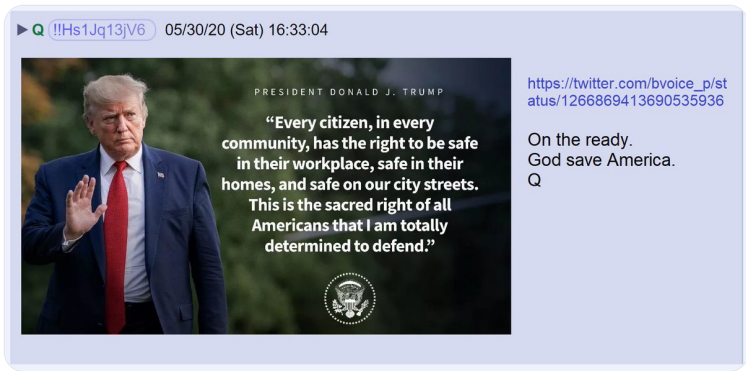 Q !!Hs1Jq13jV6 05/30/20 (Sat) 16:33:04
PRESIDENT DONALD J. TRUMP
“Every citizen, in every
community, has the right to be safe
in their workplace, safe in their
homes, and safe on our city streets.
This is the sacred right of all
Americans that I am totally
determined to defend.”
https://twitter.com/bvoice_p/st
atus/1266869413690535936
On the ready.
God save America.
Q